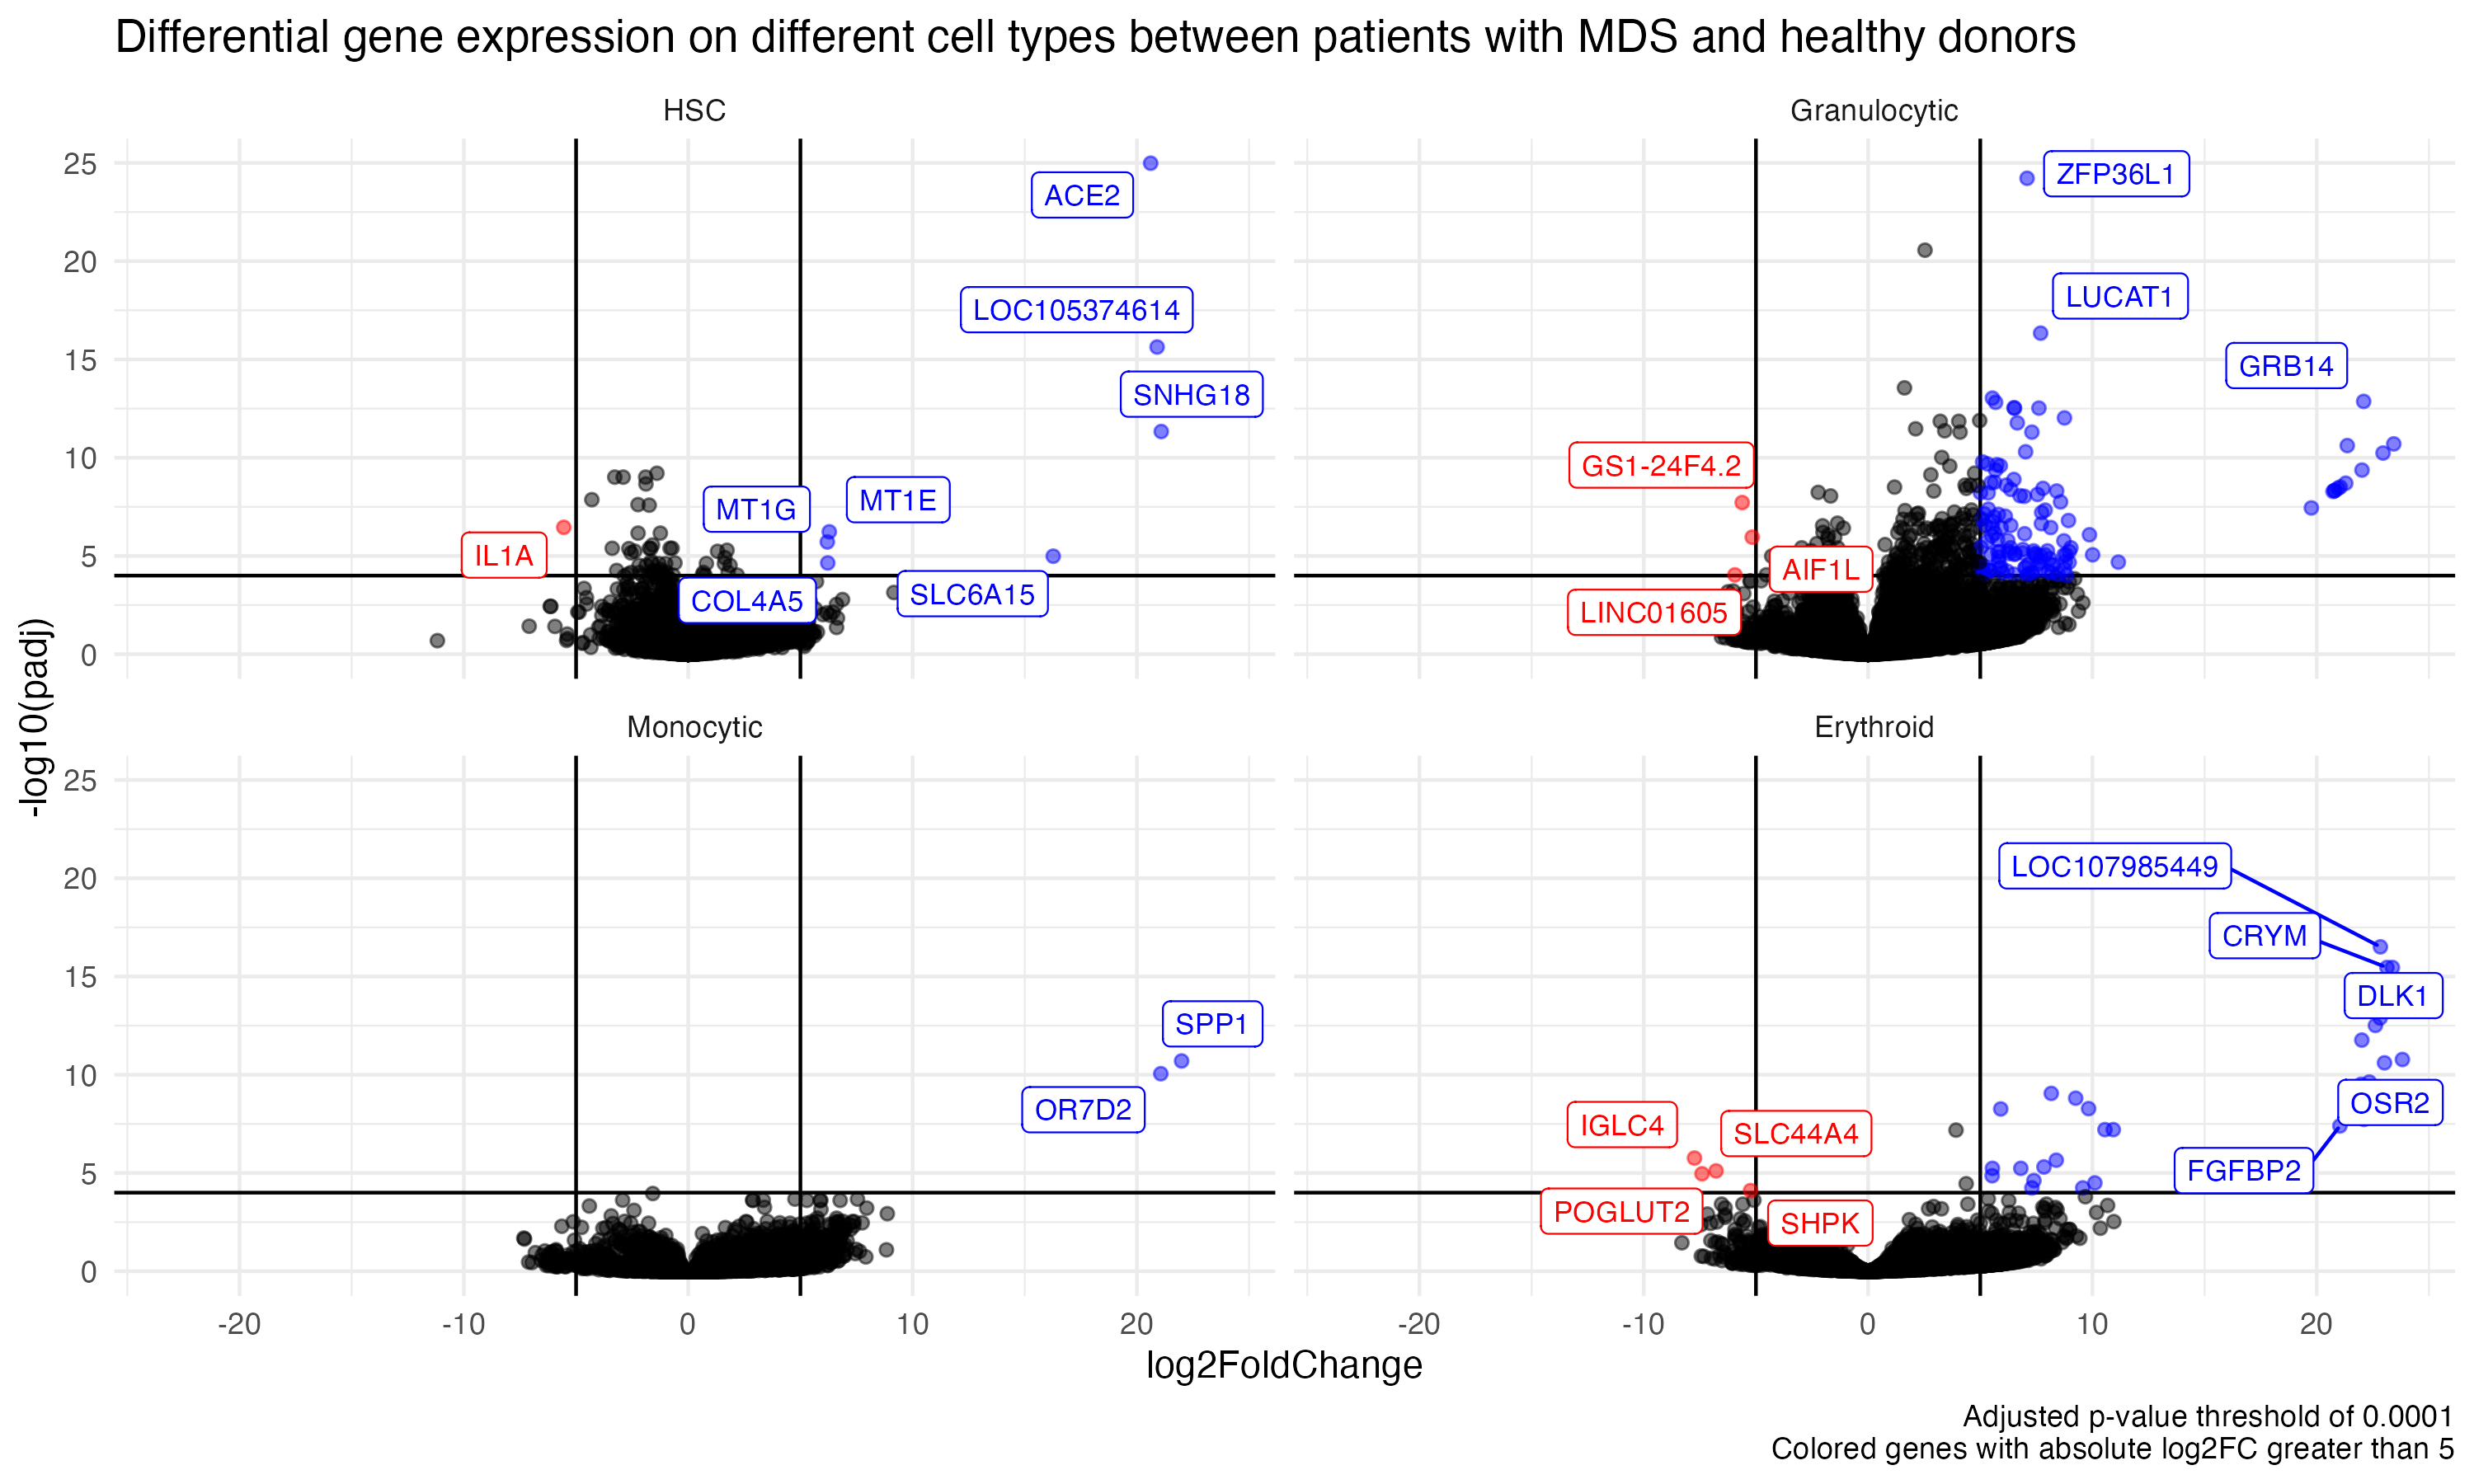 Differential gene expression on different cell types between patients with MDS and healthy donors
HSC
Granulocytic
25
20
15
10
5
0
ACE2
LOC105374614
SNHG18
MT1G
MT1E
IL1A
COL4A5
SLC6A15
ZFP36L1
LUCAT1
GRB14
GS1-24F4.2
AIF1L
LINC01605
-log10(padj)
Monocytic
Erythroid
25
20
15
10
5
0
SPP1
OR7D2
LOC107985449
CRYM
DLK1
OSR2
FGFBP2
IGLC4
SLC44A4
POGLUT2
SHPK
-20 -10 0 10 20
-20 -10 0 10 20
log2FoldChange
Adjusted p-value threshold of 0.0001
Colored genes with absolute log2FC greater than 5